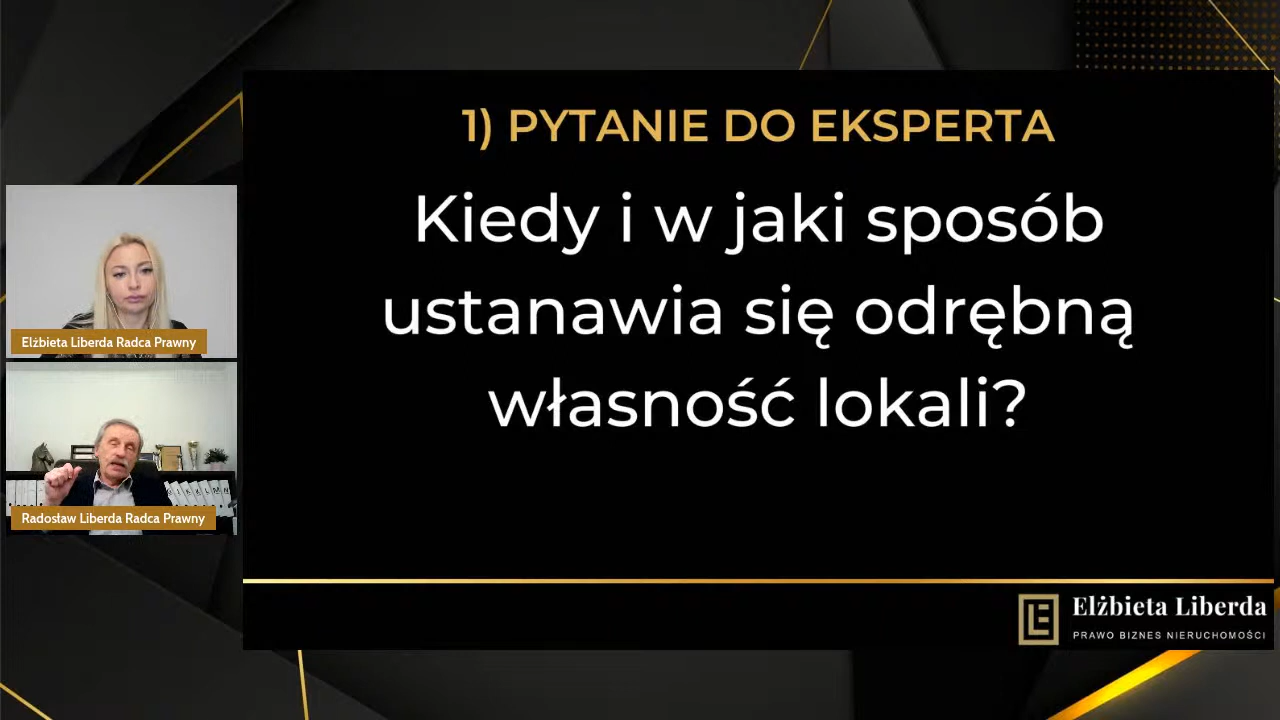 1) PYTANIE DO EKSPERTA
Kiedy i w jaki sposób
ustanawia się odrębną
własność lokali?
Elżbieta Liberda Radca Prawny
Radosław Liberda Radca Prawny
Elżbieta Liberda
PRAWO BIZNES NIERUCHOMOŚCI